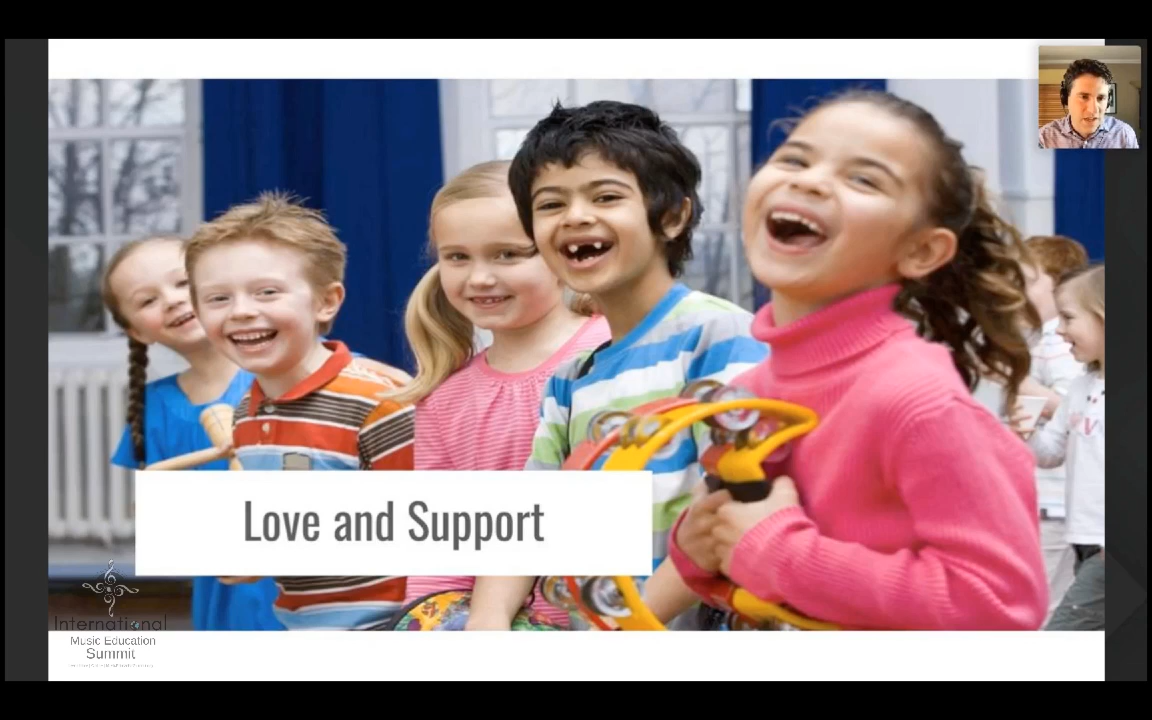 Love and Support
International
Music Education
Summit